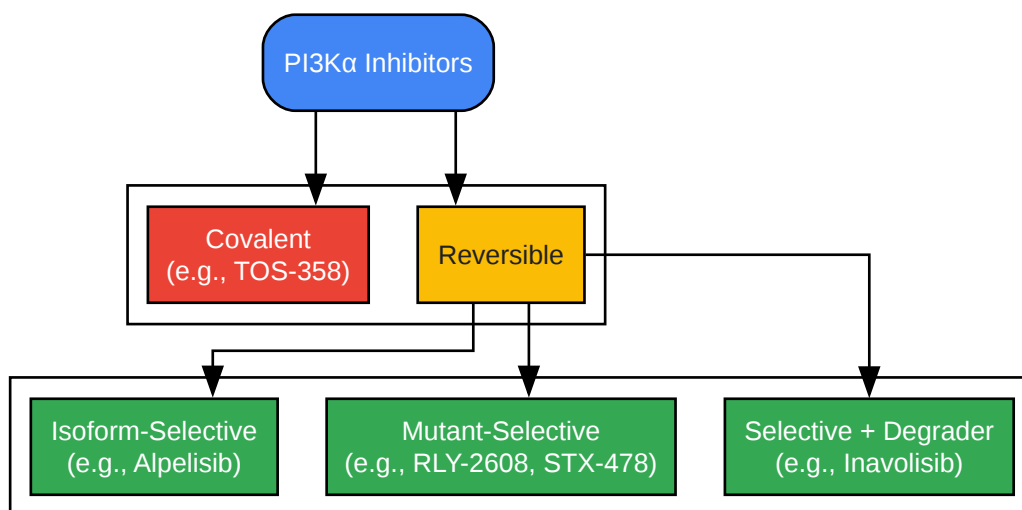 PI3Kα Inhibitors
Covalent
(e.g., TOS-358)
Reversible
Isoform-Selective
(e.g., Alpelisib)
Mutant-Selective
(e.g., RLY-2608, STX-478)
Selective + Degrader
(e.g., Inavolisib)